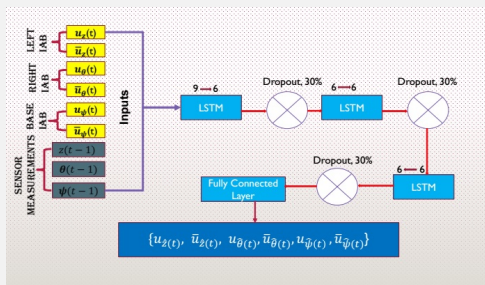 LEFT IAB
u_z(t)
ū_z(t)
RIGHT IAB
u_θ(t)
ū_θ(t)
BASE IAB
u_ψ(t)
ū_ψ(t)
SENSOR MEASUREMENTS
z(t − 1)
θ(t − 1)
ψ(t − 1)
Inputs
9 → 6
LSTM
Dropout, 30%
6 → 6
LSTM
Dropout, 30%
6 ← 6
LSTM
Dropout, 30%
Fully Connected
Layer
{u_ẑ(t), ū_ẑ(t), u_θ̂(t), ū_θ̂(t), u_ψ̂(t), ū_ψ̂(t)}